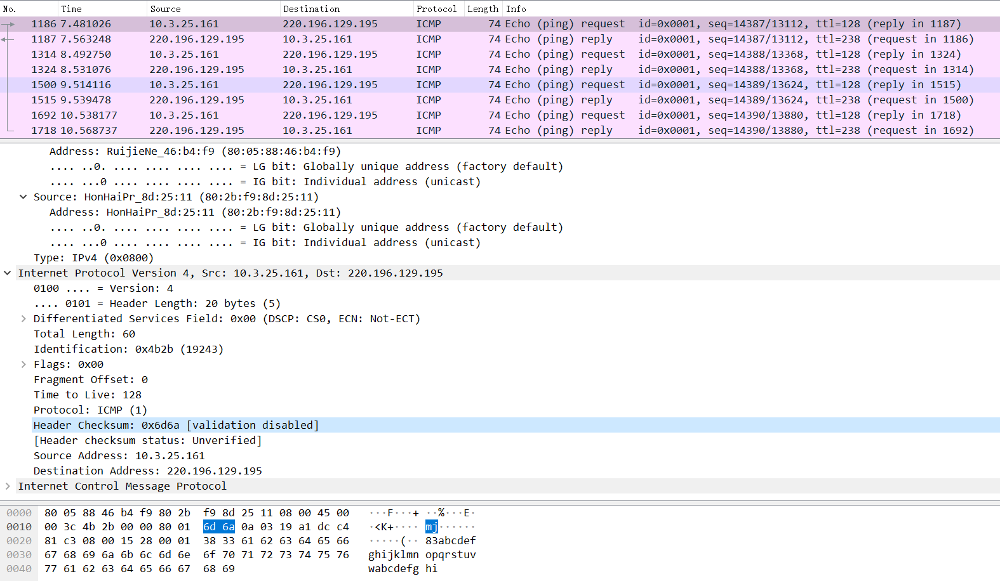 No. Time Source Destination Protocol Length Info
1186 7.481026 10.3.25.161 220.196.129.195 ICMP 74 Echo (ping) request id=0x0001, seq=14387/13112, ttl=128 (reply in 1187)
1187 7.563248 220.196.129.195 10.3.25.161 ICMP 74 Echo (ping) reply id=0x0001, seq=14387/13112, ttl=238 (request in 1186)
1314 8.492750 10.3.25.161 220.196.129.195 ICMP 74 Echo (ping) request id=0x0001, seq=14388/13368, ttl=128 (reply in 1324)
1324 8.531076 220.196.129.195 10.3.25.161 ICMP 74 Echo (ping) reply id=0x0001, seq=14388/13368, ttl=238 (request in 1314)
1500 9.514116 10.3.25.161 220.196.129.195 ICMP 74 Echo (ping) request id=0x0001, seq=14389/13624, ttl=128 (reply in 1515)
1515 9.539478 220.196.129.195 10.3.25.161 ICMP 74 Echo (ping) reply id=0x0001, seq=14389/13624, ttl=238 (request in 1500)
1692 10.538177 10.3.25.161 220.196.129.195 ICMP 74 Echo (ping) request id=0x0001, seq=14390/13880, ttl=128 (reply in 1718)
1718 10.568737 220.196.129.195 10.3.25.161 ICMP 74 Echo (ping) reply id=0x0001, seq=14390/13880, ttl=238 (request in 1692)
Address: RuijieNe_46:b4:f9 (80:05:88:46:b4:f9)
.... ..0. .... .... .... .... = LG bit: Globally unique address (factory default)
.... ...0 .... .... .... .... = IG bit: Individual address (unicast)
Source: HonHaiPr_8d:25:11 (80:2b:f9:8d:25:11)
Address: HonHaiPr_8d:25:11 (80:2b:f9:8d:25:11)
.... ..0. .... .... .... .... = LG bit: Globally unique address (factory default)
.... ...0 .... .... .... .... = IG bit: Individual address (unicast)
Type: IPv4 (0x0800)
Internet Protocol Version 4, Src: 10.3.25.161, Dst: 220.196.129.195
0100 .... = Version: 4
.... 0101 = Header Length: 20 bytes (5)
Differentiated Services Field: 0x00 (DSCP: CS0, ECN: Not-ECT)
Total Length: 60
Identification: 0x4b2b (19243)
Flags: 0x00
Fragment Offset: 0
Time to Live: 128
Protocol: ICMP (1)
Header Checksum: 0x6d6a [validation disabled]
[Header checksum status: Unverified]
Source Address: 10.3.25.161
Destination Address: 220.196.129.195
Internet Control Message Protocol
0000 80 05 88 46 b4 f9 80 2b f9 8d 25 11 08 00 45 00 ···F···+ ··%···E·
0010 00 3c 4b 2b 00 00 80 01 6d 6a 0a 03 19 a1 dc c4 ·<K+···· mj······
0020 81 c3 08 00 15 28 00 01 38 33 61 62 63 64 65 66 ·····(·· 83abcdef
0030 67 68 69 6a 6b 6c 6d 6e 6f 70 71 72 73 74 75 76 ghijklmn opqrstuv
0040 77 61 62 63 64 65 66 67 68 69 wabcdefg hi